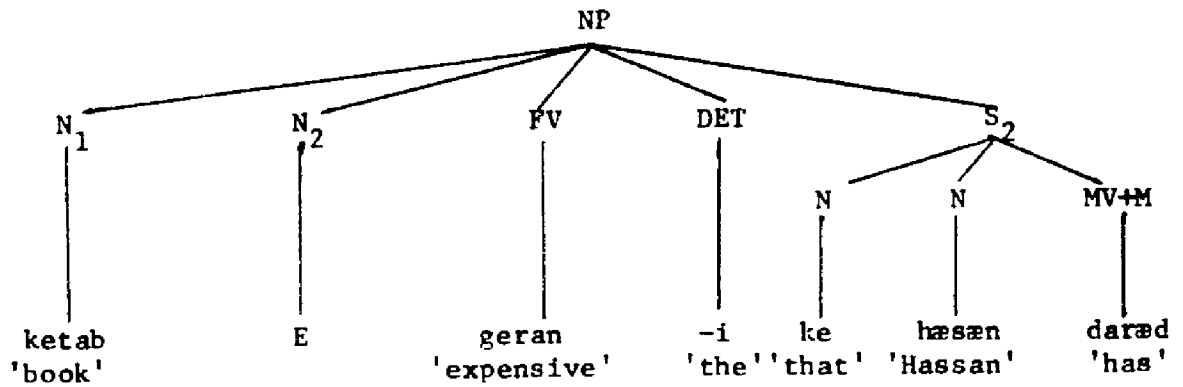 NP
N1 N2 FV DET S2
N N MV+M
ketab E geran -i ke hæsæn daræd
'book' 'expensive' 'the' 'that' 'Hassan' 'has'